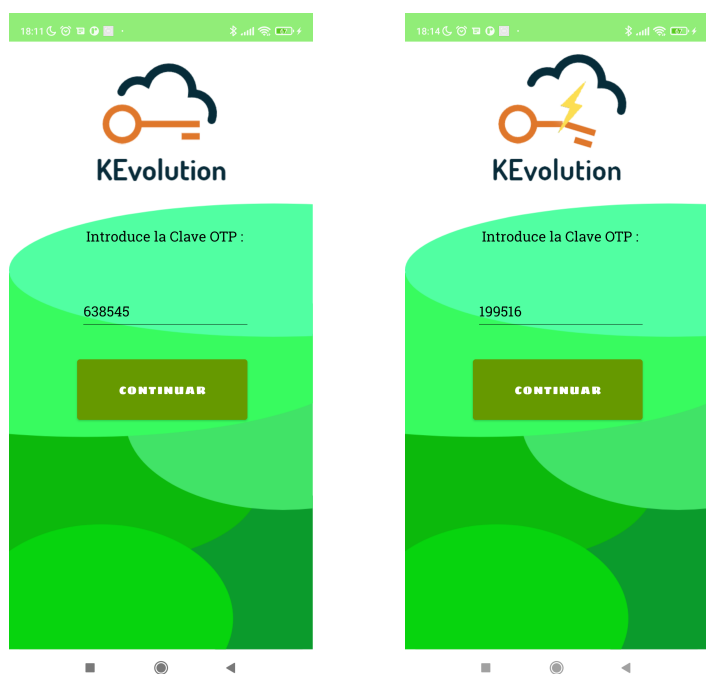 18:11
KEvolution
Introduce la Clave OTP :
638545
CONTINUAR
18:14
KEvolution
Introduce la Clave OTP :
199516
CONTINUAR